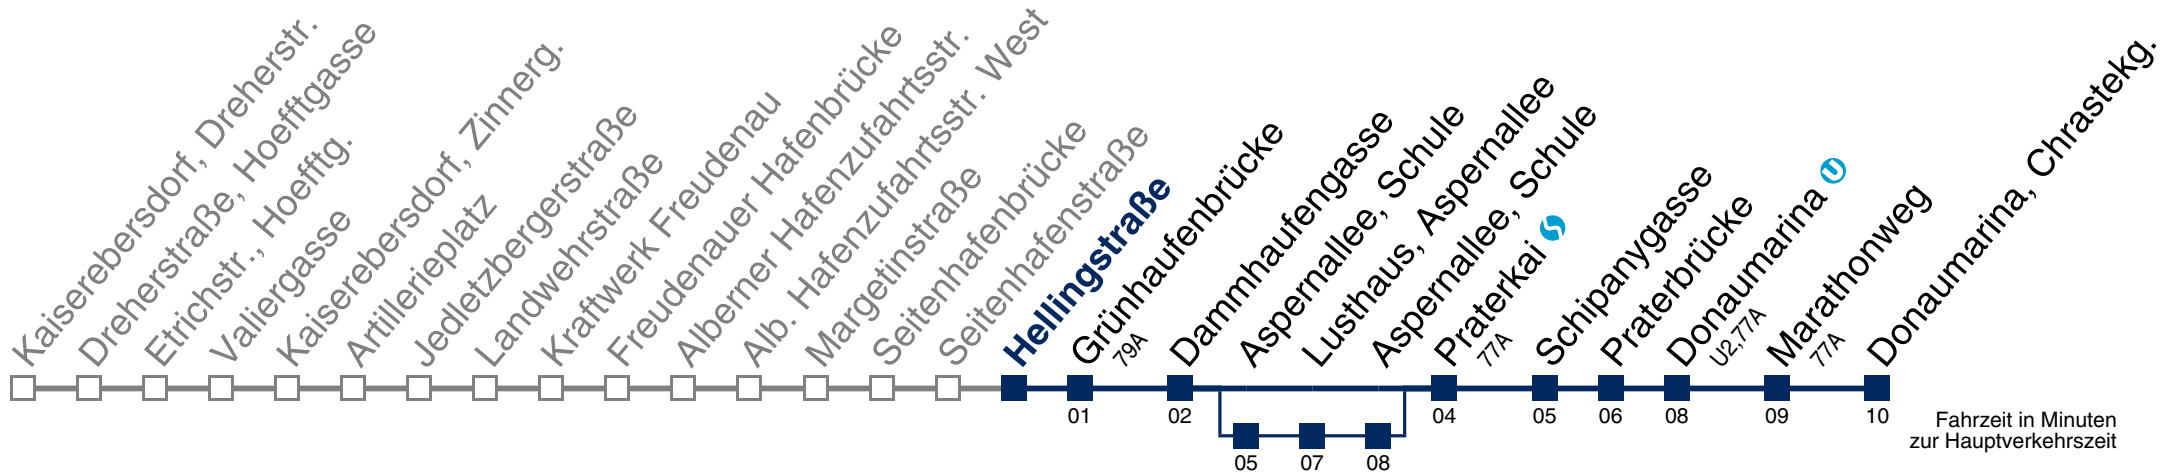 Kaiserebersdorf, Dreherstr.
Dreherstraße, Hoefftgasse
Etrichstr., Hoefftg.
Valiergasse
Kaiserebersdorf, Zinnerg.
Artillerieplatz
Jedletzbergerstraße
Landwehrstraße
Kraftwerk Freudenau
Freudenauer Hafenbrücke
Alberner Hafenzufahrtsstr.
Alb. Hafenzufahrtsstr. West
Margetinstraße
Seitenhafenbrücke
Seitenhafenstraße
Hellingstraße
Grünhaufenbrücke
79A
Dammhaufengasse
Aspernallee, Schule
Lusthaus, Aspernallee
Aspernallee, Schule
Praterkai
77A
Schipanygasse
Praterbrücke
Donaumarina U
U2,77A
Marathonweg
77A
Donaumarina, Chrastekg.
01
02
04
05
06
08
09
10
05
07
08
Fahrzeit in Minuten
zur Hauptverkehrszeit